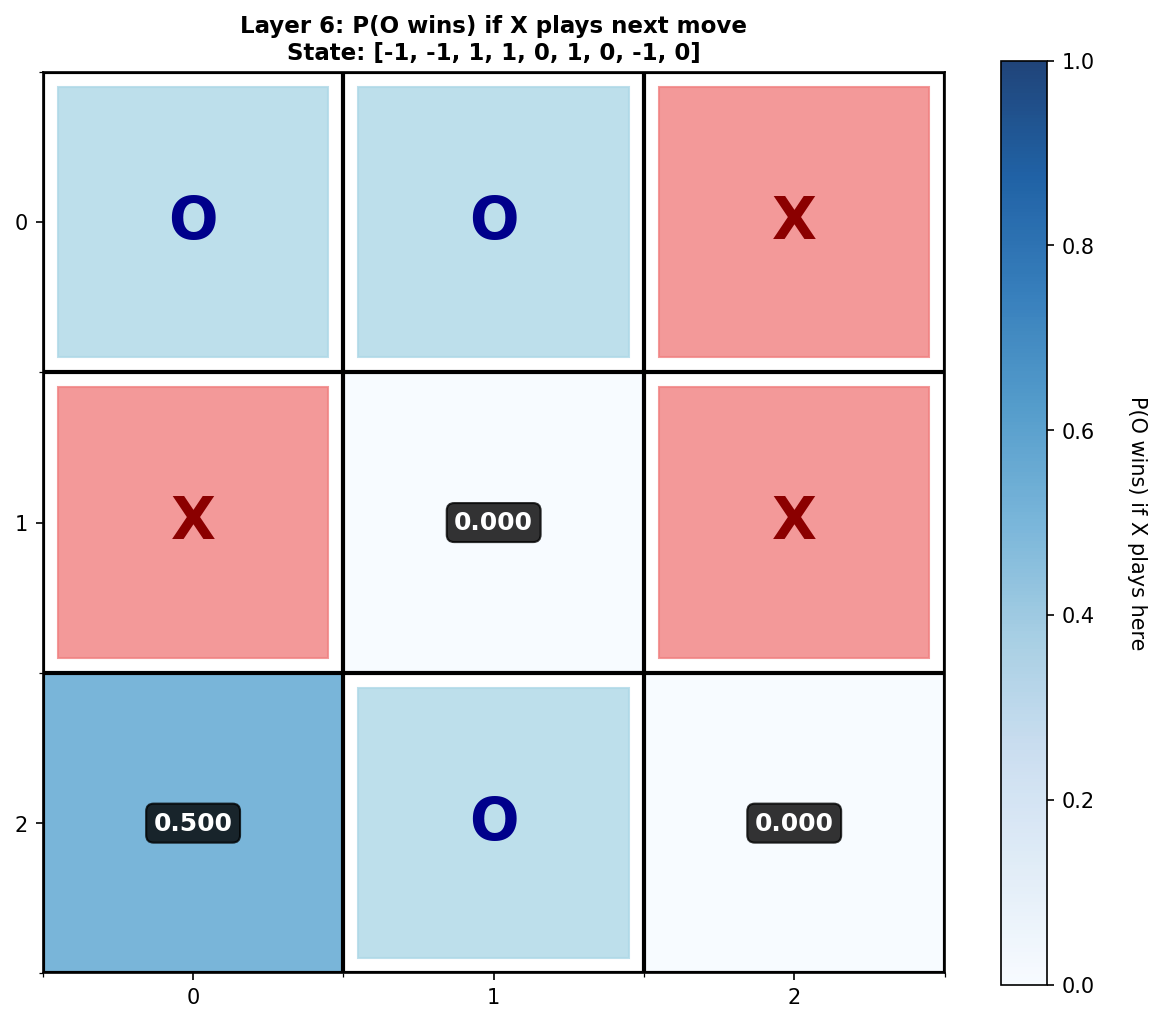 Layer 6: P(O wins) if X plays next move
State: [-1, -1, 1, 1, 0, 1, 0, -1, 0]
0
O
O
X
1
X
0.000
X
2
0.500
O
0.000
0
1
2
1.0
0.8
0.6
0.4
0.2
0.0
P(O wins) if X plays here